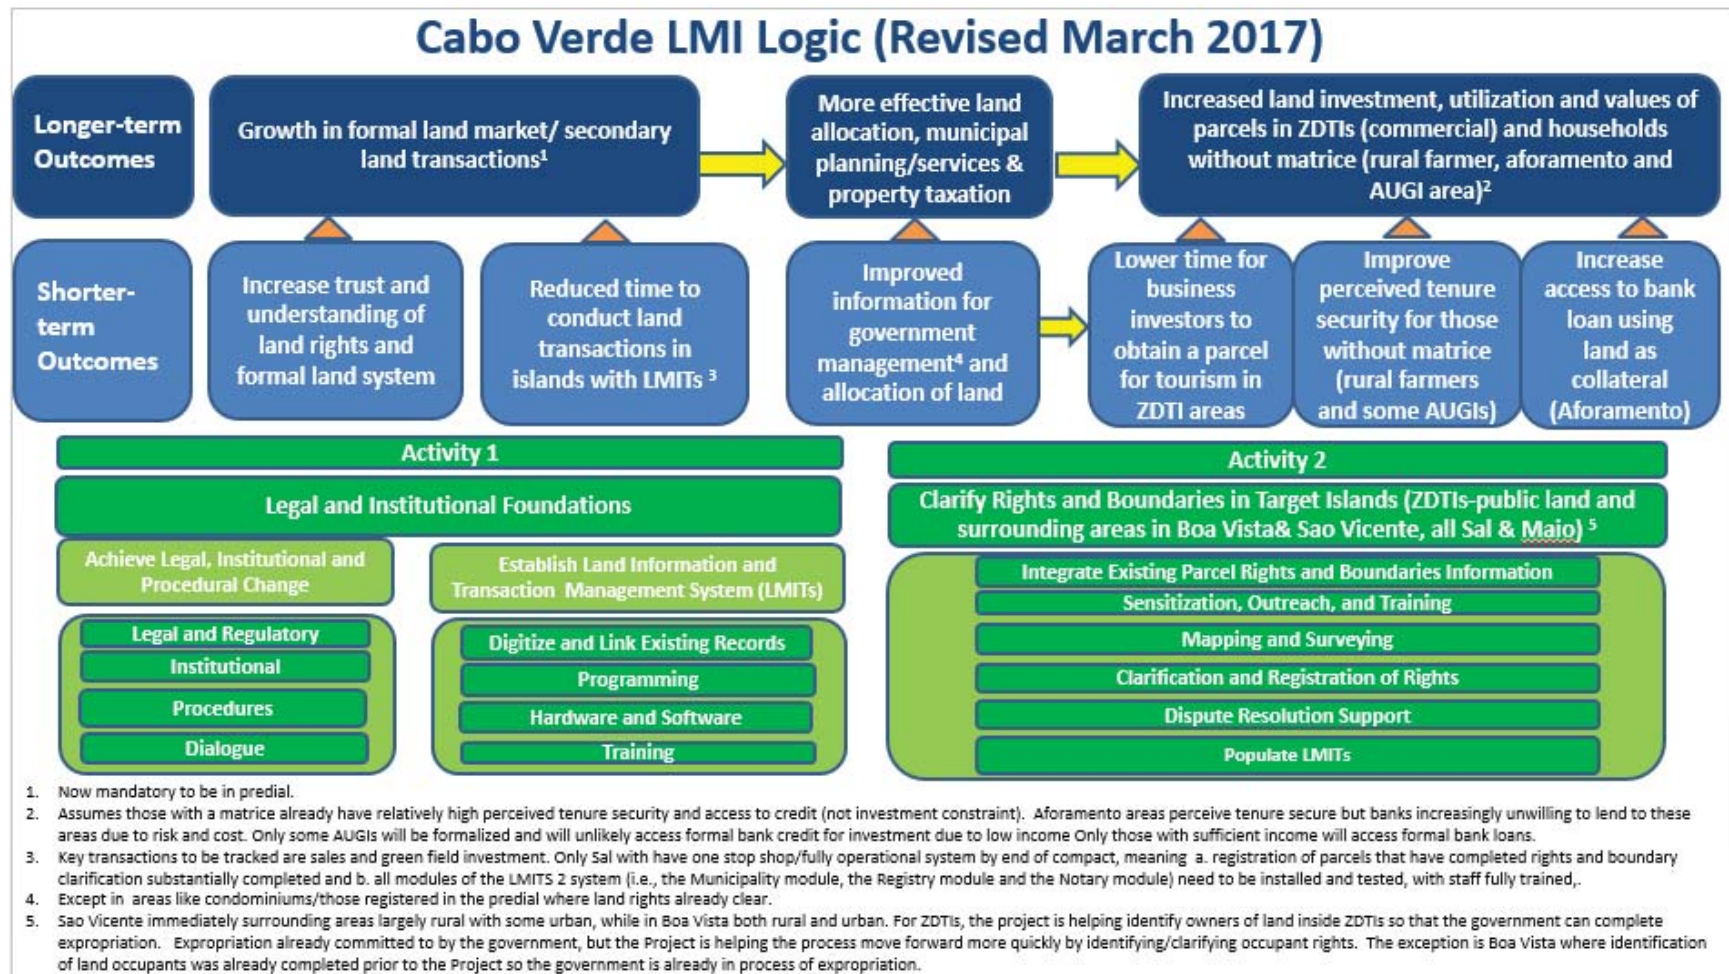 Cabo Verde LMI Logic (Revised March 2017)
Longer-term
Outcomes
Growth in formal land market/ secondary
land transactions1
More effective land
allocation, municipal
planning/services &
property taxation
Increased land investment, utilization and values of
parcels in ZDTIs (commercial) and households
without matrice (rural farmer, aforamento and
AUGI area)2
Shorter-
term
Outcomes
Increase trust and
understanding of
land rights and
formal land system
Reduced time to
conduct land
transactions in
islands with LMITs 3
Improved
information for
government
management4 and
allocation of land
Lower time for
business
investors to
obtain a parcel
for tourism in
ZDTI areas
Improve
perceived tenure
security for those
without matrice
(rural farmers
and some AUGIs)
Increase
access to bank
loan using
land as
collateral
(Aforamento)
Activity 1
Legal and Institutional Foundations
Achieve Legal, Institutional and
Procedural Change
Legal and Regulatory
Institutional
Procedures
Dialogue
Establish Land Information and
Transaction Management System (LMITs)
Digitize and Link Existing Records
Programming
Hardware and Software
Training
Activity 2
Clarify Rights and Boundaries in Target Islands (ZDTIs-public land and
surrounding areas in Boa Vista& Sao Vicente, all Sal & Maio) 5
Integrate Existing Parcel Rights and Boundaries Information
Sensitization, Outreach, and Training
Mapping and Surveying
Clarification and Registration of Rights
Dispute Resolution Support
Populate LMITs
1. Now mandatory to be in predial.
2. Assumes those with a matrice already have relatively high perceived tenure security and access to credit (not investment constraint). Aforamento areas perceive tenure secure but banks increasingly unwilling to lend to these
areas due to risk and cost. Only some AUGIs will be formalized and will unlikely access formal bank credit for investment due to low income Only those with sufficient income will access formal bank loans.
3. Key transactions to be tracked are sales and green field investment. Only Sal with have one stop shop/fully operational system by end of compact, meaning a. registration of parcels that have completed rights and boundary
clarification substantially completed and b. all modules of the LMITS 2 system (i.e., the Municipality module, the Registry module and the Notary module) need to be installed and tested, with staff fully trained,.
4. Except in areas like condominiums/those registered in the predial where land rights already clear.
5. Sao Vicente immediately surrounding areas largely rural with some urban, while in Boa Vista both rural and urban. For ZDTIs, the project is helping identify owners of land inside ZDTIs so that the government can complete
expropriation. Expropriation already committed to by the government, but the Project is helping the process move forward more quickly by identifying/clarifying occupant rights. The exception is Boa Vista where identification
of land occupants was already completed prior to the Project so the government is already in process of expropriation.